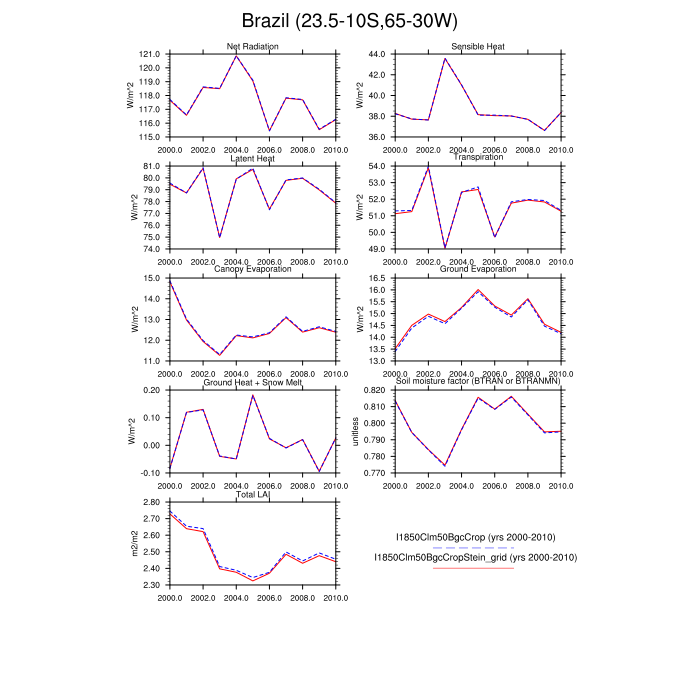 Brazil (23.5-10S,65-30W)
Net Radiation
Sensible Heat
121.0
120.0
119.0
118.0
117.0
116.0
115.0
W/m^2
2000.0 2002.0 2004.0 2006.0 2008.0 2010.0
44.0
42.0
40.0
38.0
36.0
W/m^2
2000.0 2002.0 2004.0 2006.0 2008.0 2010.0
Latent Heat
Transpiration
81.0
80.0
79.0
78.0
77.0
76.0
75.0
74.0
W/m^2
2000.0 2002.0 2004.0 2006.0 2008.0 2010.0
54.0
53.0
52.0
51.0
50.0
49.0
W/m^2
2000.0 2002.0 2004.0 2006.0 2008.0 2010.0
Canopy Evaporation
Ground Evaporation
15.0
14.0
13.0
12.0
11.0
W/m^2
2000.0 2002.0 2004.0 2006.0 2008.0 2010.0
16.5
16.0
15.5
15.0
14.5
14.0
13.5
13.0
W/m^2
2000.0 2002.0 2004.0 2006.0 2008.0 2010.0
Ground Heat + Snow Melt
Soil moisture factor (BTRAN or BTRANMN)
0.20
0.10
0.00
-0.10
W/m^2
2000.0 2002.0 2004.0 2006.0 2008.0 2010.0
0.820
0.810
0.800
0.790
0.780
0.770
unitless
2000.0 2002.0 2004.0 2006.0 2008.0 2010.0
Total LAI
2.80
2.70
2.60
2.50
2.40
2.30
m2/m2
2000.0 2002.0 2004.0 2006.0 2008.0 2010.0
I1850Clm50BgcCrop (yrs 2000-2010)
I1850Clm50BgcCropStein_grid (yrs 2000-2010)